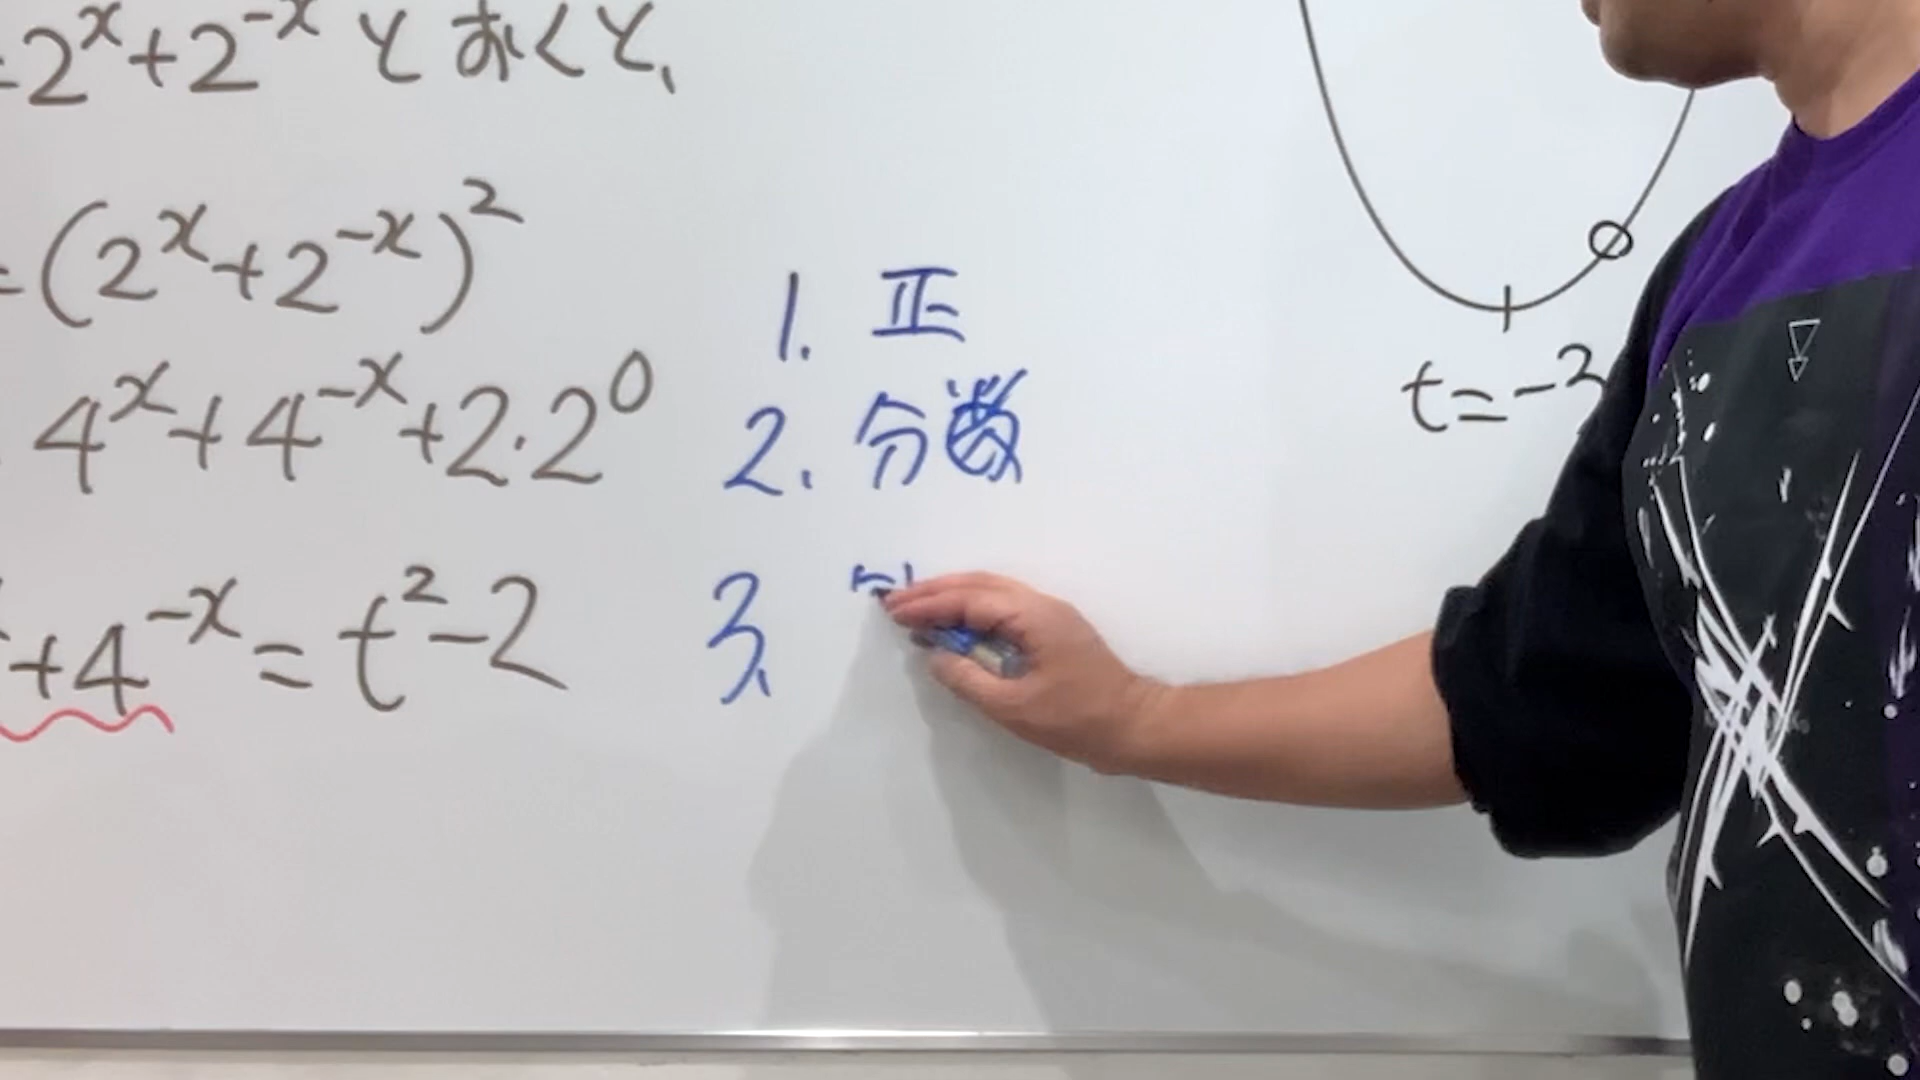 =2^x+2^-x とおくと、
=(2^x+2^-x)^2
4^x+4^-x+2·2^0
+4^-x=t^2-2
1. 正
2. 分数
3.
t=-2